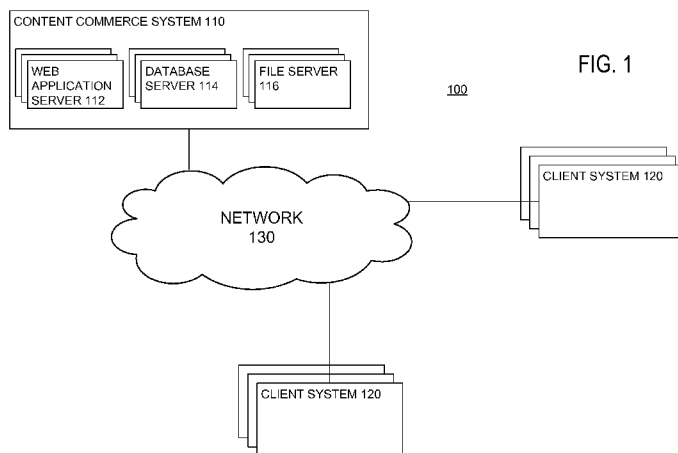 CONTENT COMMERCE SYSTEM 110
WEB
APPLICATION
SERVER 112
DATABASE
SERVER 114
FILE SERVER
116
FIG. 1
100
CLIENT SYSTEM 120
NETWORK
130
CLIENT SYSTEM 120